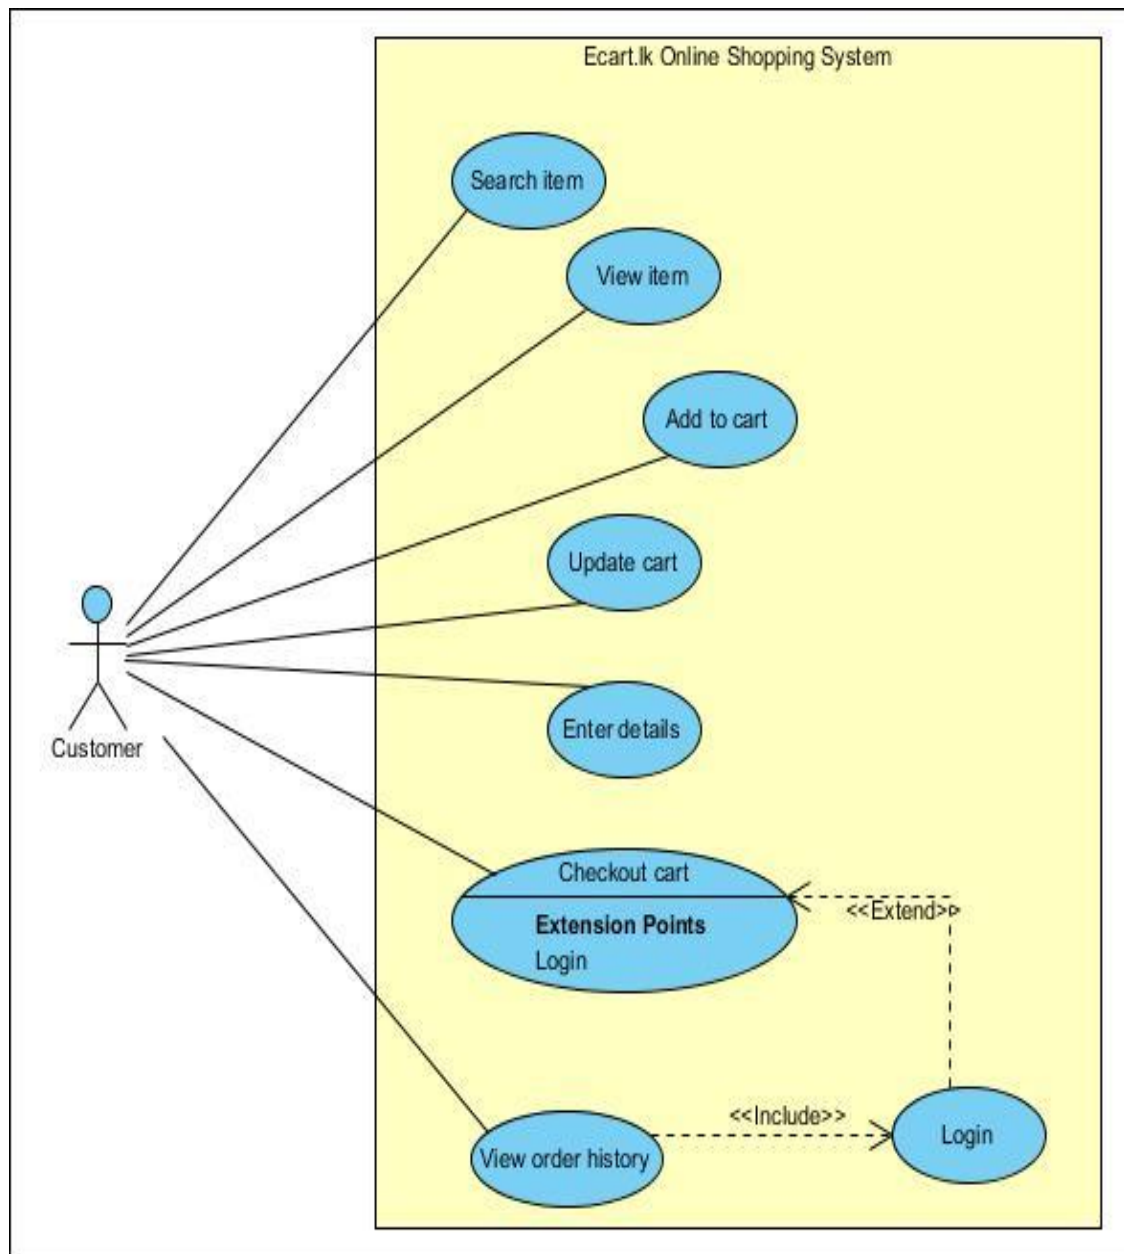 Ecart.lk Online Shopping System
Search item
View item
Add to cart
Update cart
Enter details
Customer
Checkout cart
<<Extend>>
Extension Points
Login
<<Include>>
Login
View order history